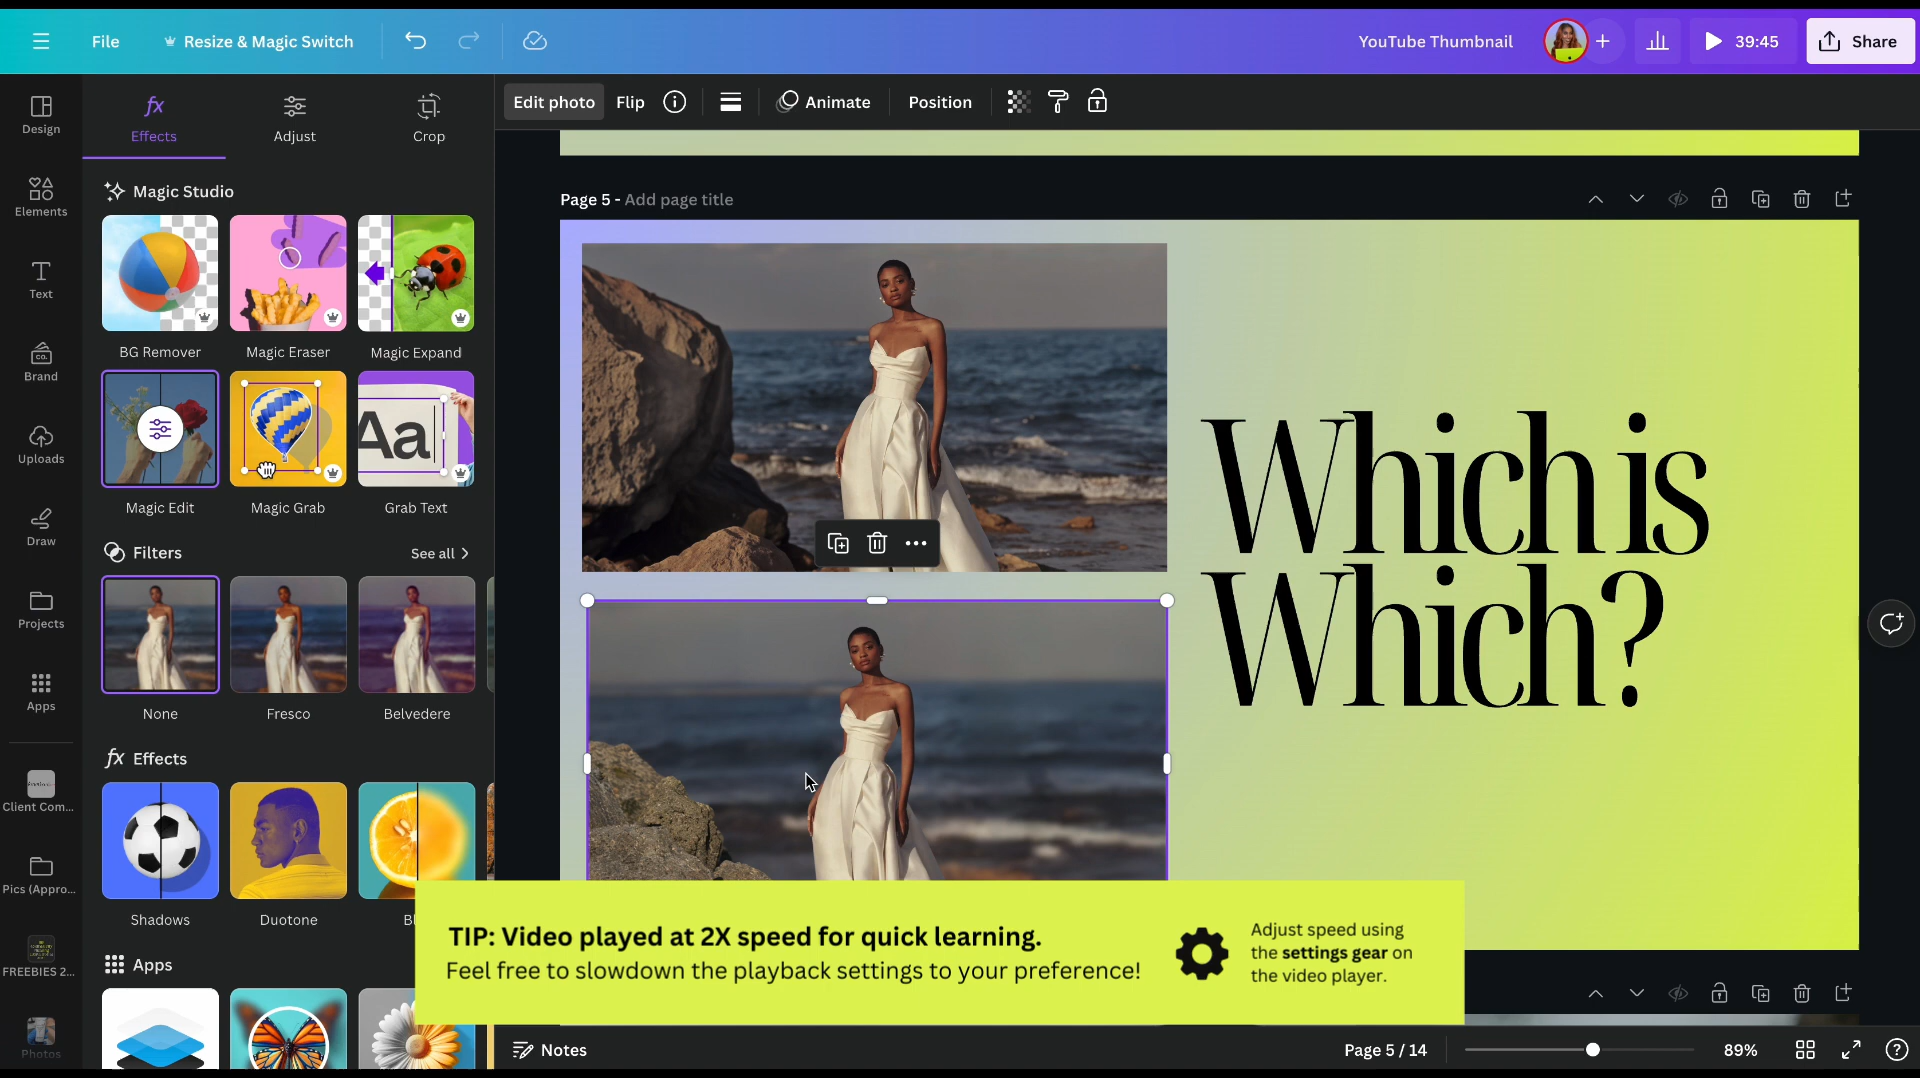 File
Resize & Magic Switch
YouTube Thumbnail
39:45
Share
Design
Elements
Text
Brand
CO.
Uploads
Draw
Projects
Apps
Client Com...
Pics (Appro...
FREEBIES 2...
Photos
Effects
Adjust
Crop
Magic Studio
BG Remover
Magic Eraser
Magic Expand
Aa
Magic Edit
Magic Grab
Grab Text
Filters
See all
None
Fresco
Belvedere
fx Effects
Shadows
Duotone
Apps
Edit photo
Flip
Animate
Position
Page 5 - Add page title
Which is
Which?
TIP: Video played at 2X speed for quick learning.
Feel free to slowdown the playback settings to your preference!
Adjust speed using
the settings gear on
the video player.
Notes
Page 5 / 14
89%